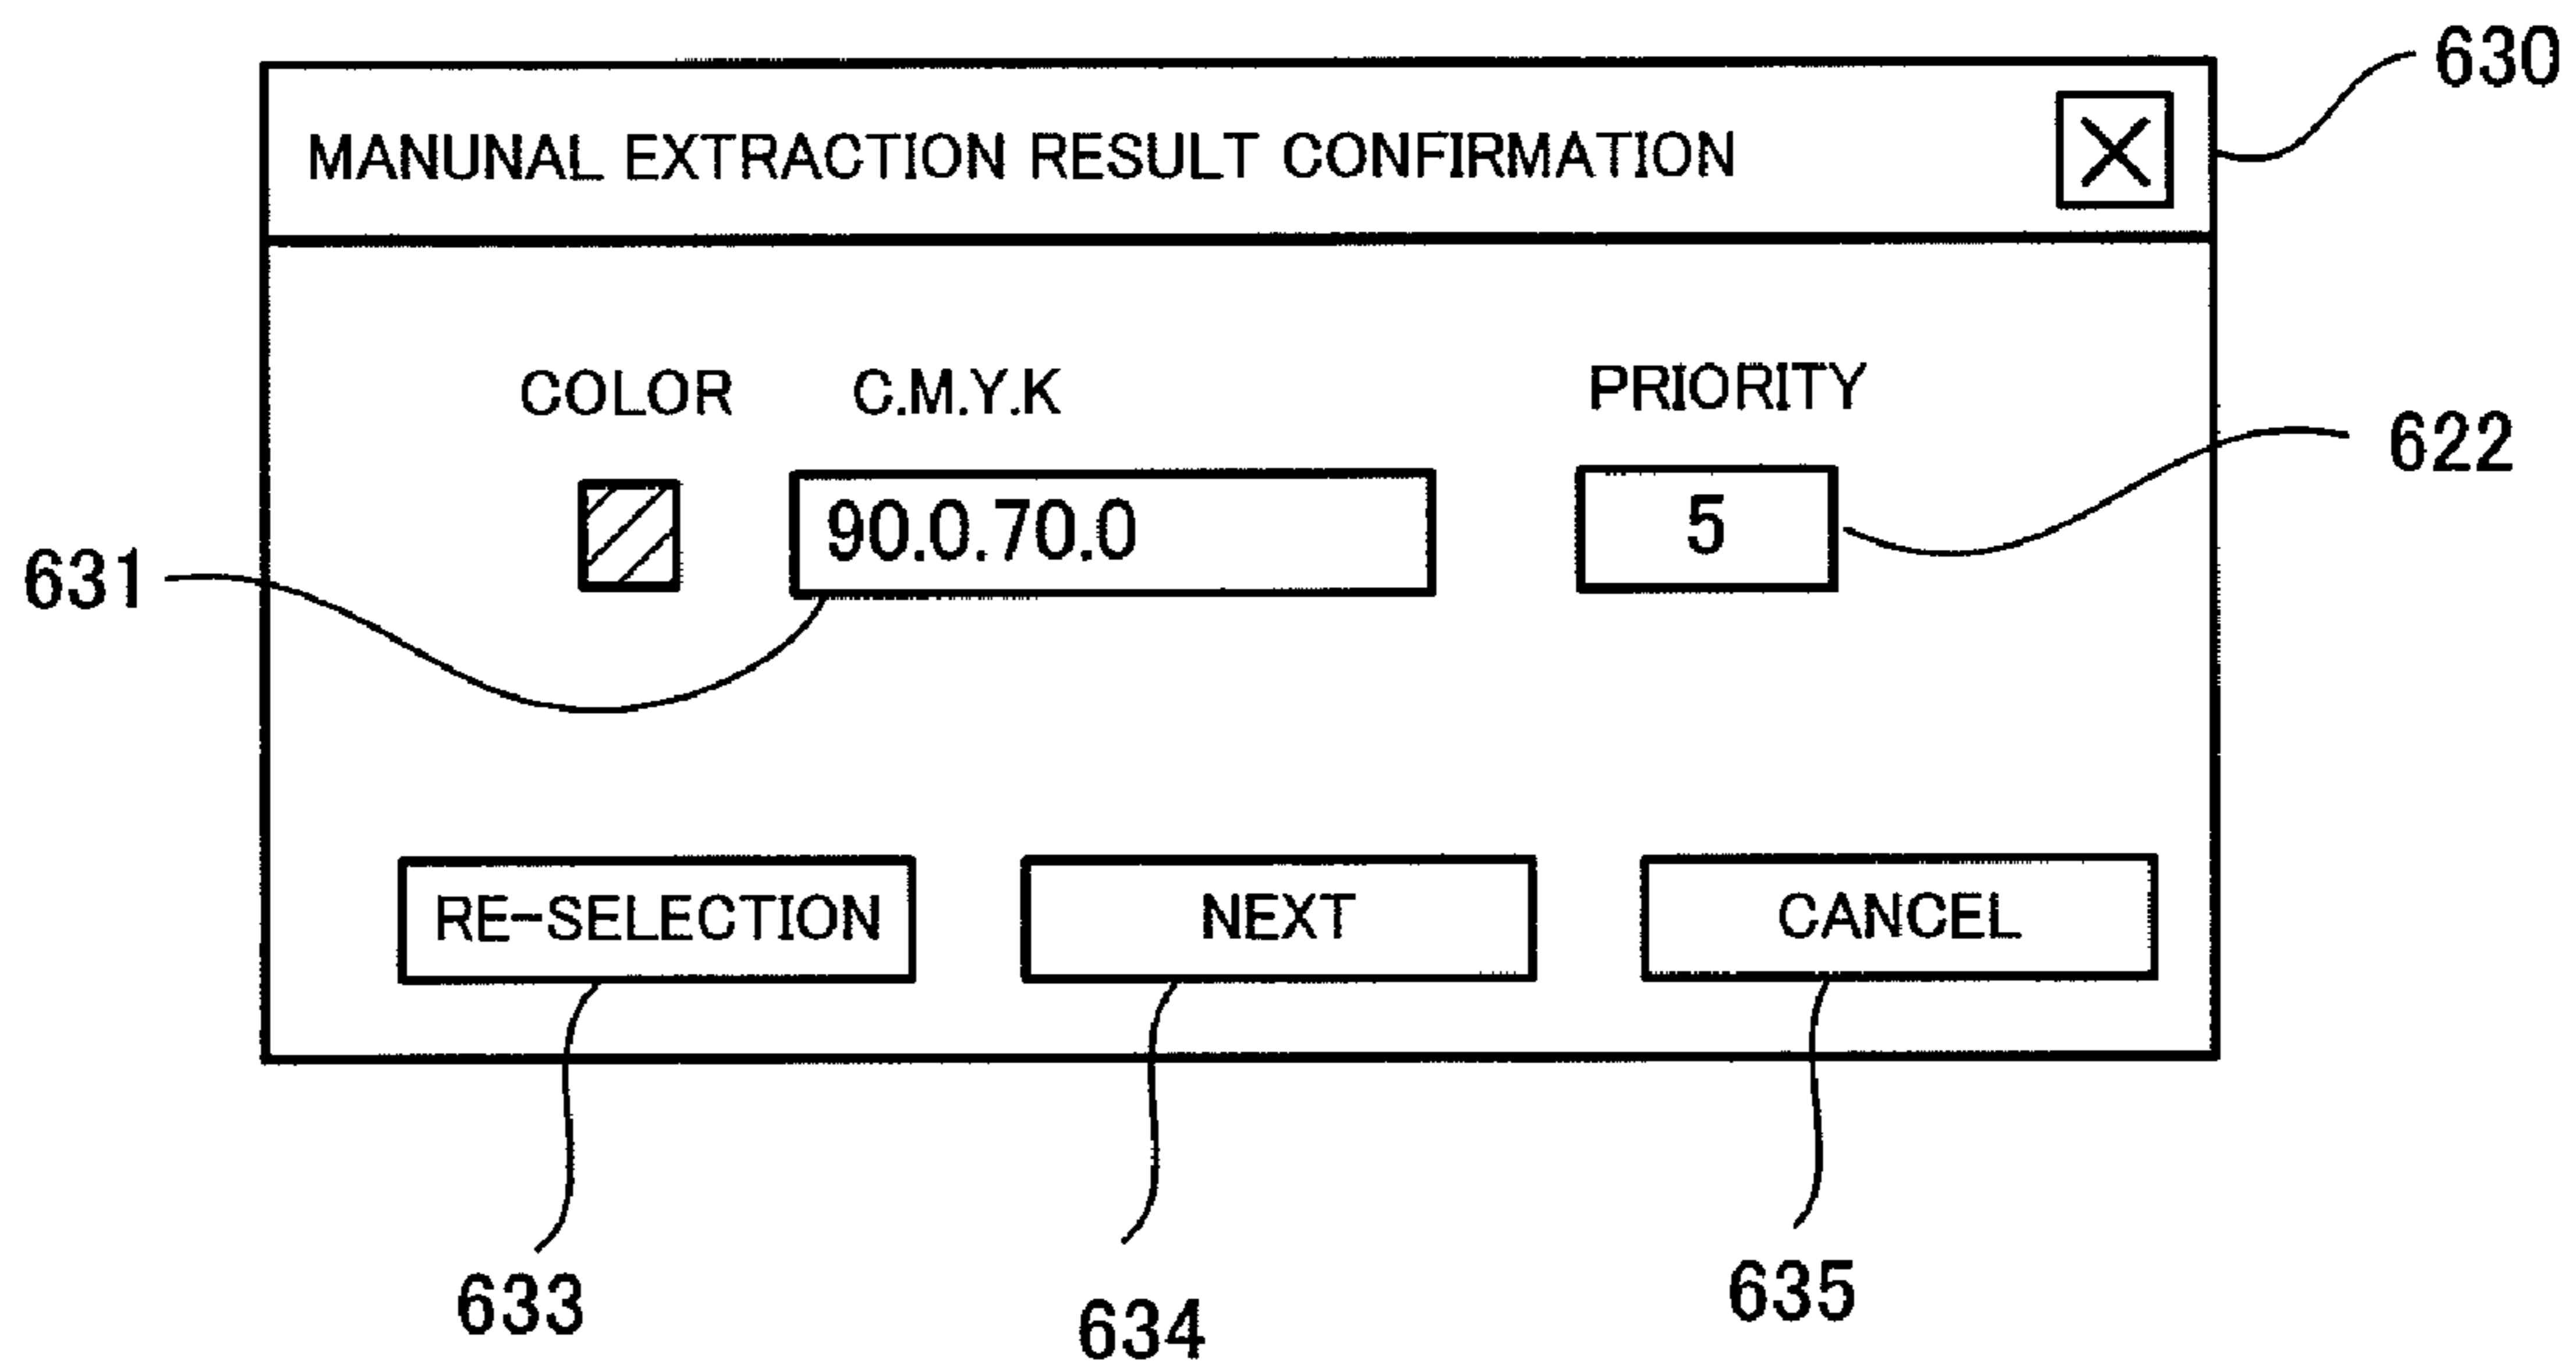 630
MANUNAL EXTRACTION RESULT CONFIRMATION
COLOR C.M.Y.K PRIORITY
622
90.0.70.0 5
631
RE-SELECTION NEXT CANCEL
633 634 635